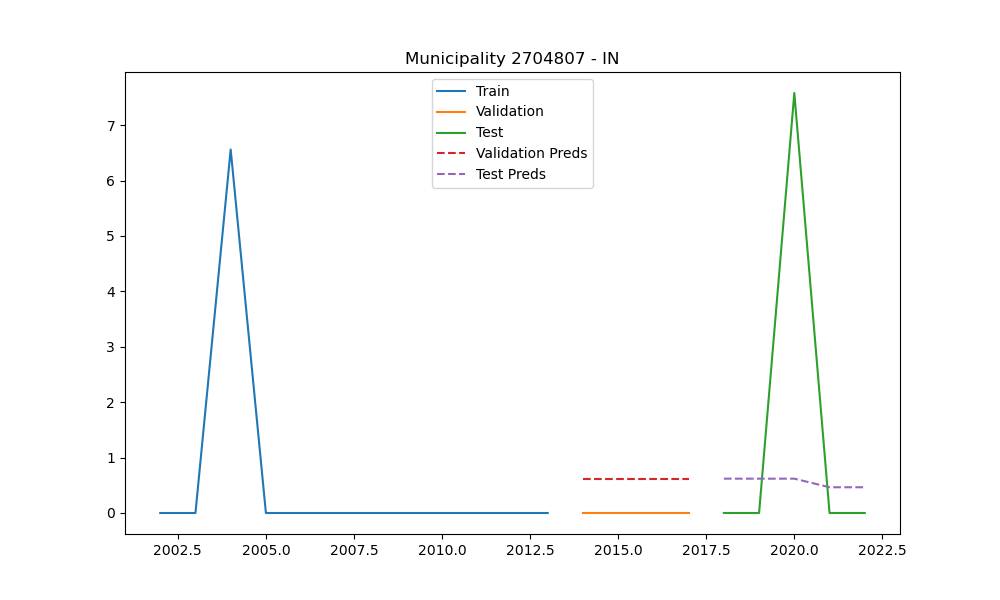 Municipality 2704807 - IN
Train
Validation
Test
Validation Preds
Test Preds
7
6
5
4
3
2
1
0
2002.5 2005.0 2007.5 2010.0 2012.5 2015.0 2017.5 2020.0 2022.5